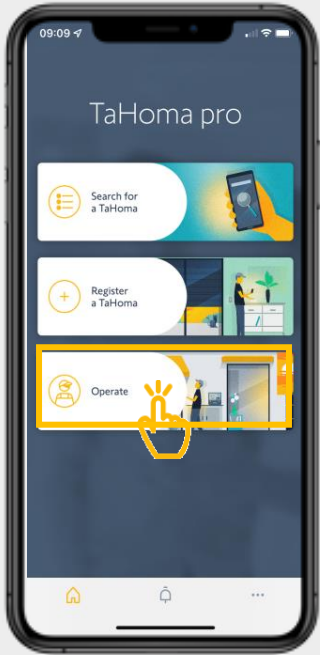 09:09
TaHoma pro
Search for
a TaHoma
Register
a TaHoma
Operate